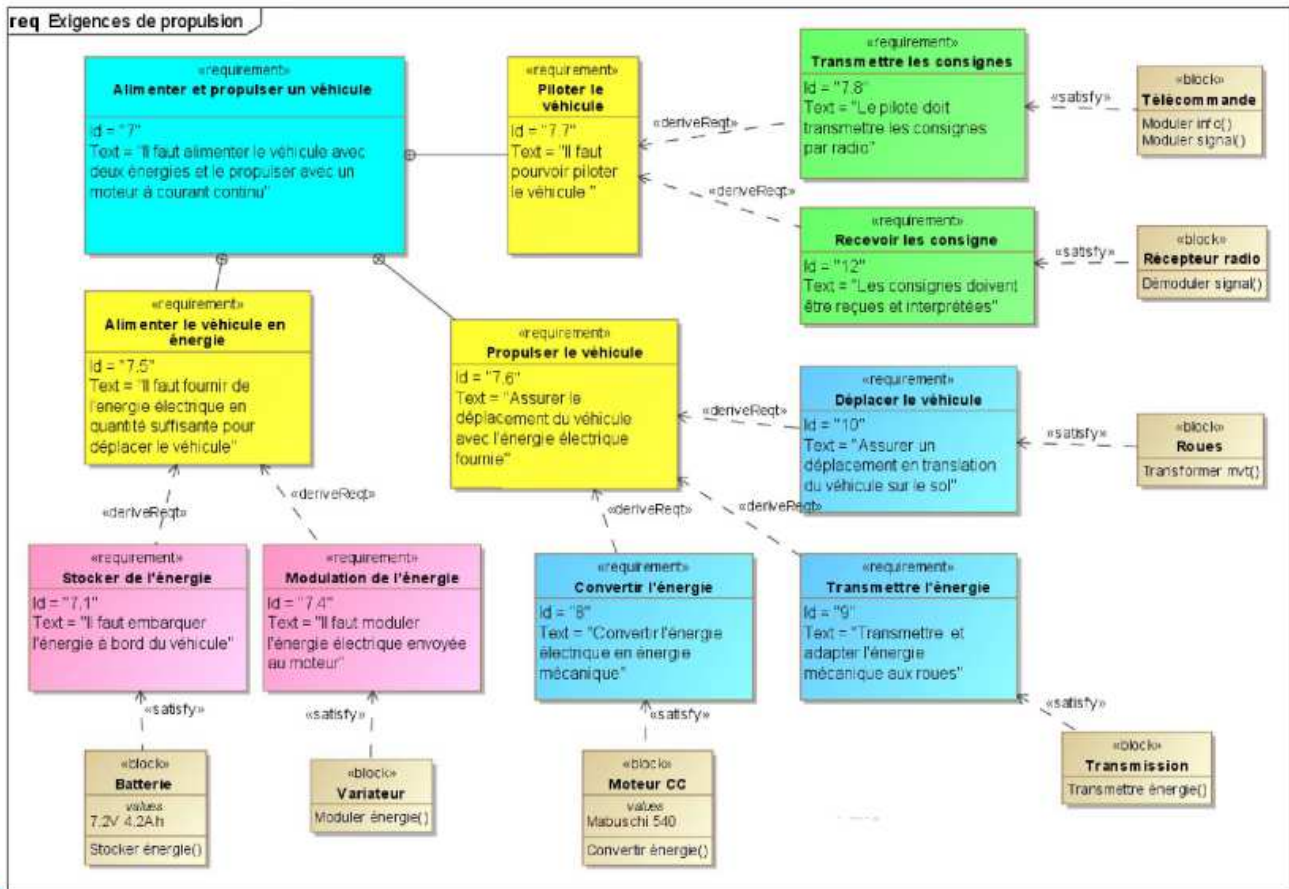 req Exigences de propulsion
«requirement»
Alimenter et propulser un véhicule
Id = "7"
Text = "Il faut alimenter le véhicule avec
deux énergies et le propulser avec un
moteur à courant continu"
«requirement»
Piloter le
véhicule
Id = "7.7"
Text = "Il faut
pourvoir piloter
le véhicule "
«requirement»
Transmettre les consignes
Id = "7.8"
Text = "Le pilote doit
transmettre les consignes
par radio"
«block»
Télécommande
Moduler info()
Moduler signal()
«satisfy»
«deriveReqt»
«deriveReqt»
«requirement»
Recevoir les consigne
Id = "12"
Text = "Les consignes doivent
être reçues et interprétées"
«satisfy»
«block»
Récepteur radio
Démoduler signal()
«requirement»
Alimenter le véhicule en
énergie
Id = "7.5"
Text = "Il faut fournir de
l'energie électrique en
quantité suffisante pour
déplacer le véhicule"
«requirement»
Propulser le véhicule
Id = "7.6"
Text = "Assurer le
déplacement du véhicule
avec l'énergie électrique
fournie"
«deriveReqt»
«requirement»
Déplacer le véhicule
Id = "10"
Text = "Assurer un
déplacement en translation
du véhicule sur le sol"
«satisfy»
«block»
Roues
Transformer mvt()
«deriveReqt»
«deriveReqt»
«deriveReqt»
«deriveReqt»
«requirement»
Stocker de l'énergie
Id = "7.1"
Text = "Il faut embarquer
l'énergie à bord du véhicule"
«requirement»
Modulation de l'énergie
Id = "7.4"
Text = "Il faut moduler
l'énergie électrique envoyée
au moteur"
«requirement»
Convertir l'énergie
Id = "8"
Text = "Convertir l'énergie
électrique en énergie
mécanique"
«requirement»
Transmettre l'énergie
Id = "9"
Text = "Transmettre et
adapter l'énergie
mécanique aux roues"
«satisfy»
«satisfy»
«satisfy»
«satisfy»
«block»
Batterie
values
7.2V 4.2Ah
Stocker énergie()
«block»
Variateur
Moduler énergie()
«block»
Moteur CC
values
Mabuschi 540
Convertir énergie()
«block»
Transmission
Transmettre énergie()